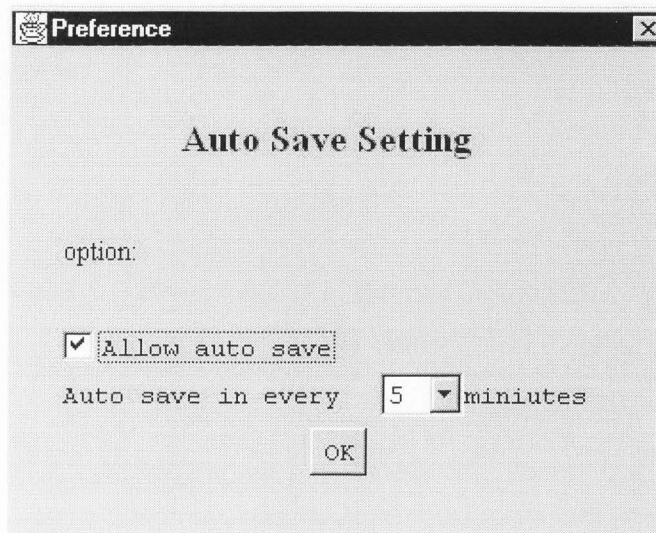 Preference
Auto Save Setting
option:
Allow auto save
Auto save in every 5 miniutes
OK